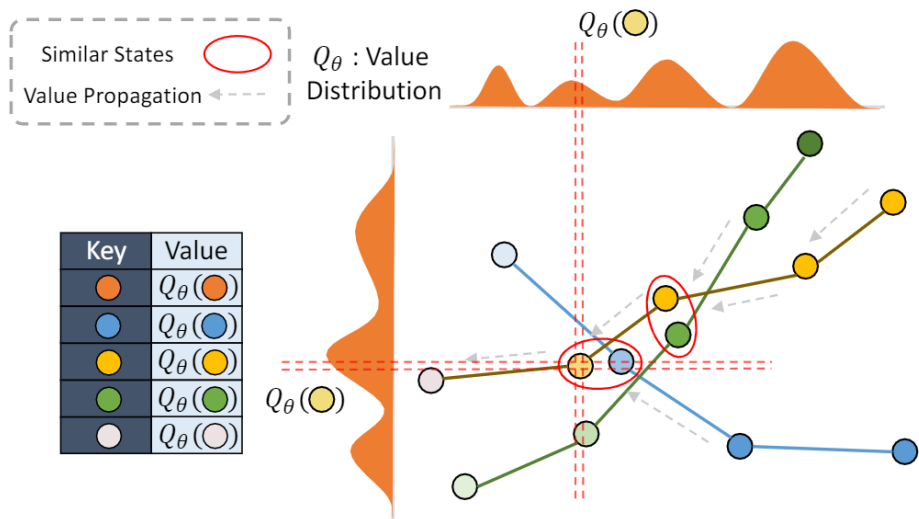 Similar States
Value Propagation
Q_θ : Value
Distribution
Q_θ( )
Key Value
Q_θ( )
Q_θ( )
Q_θ( )
Q_θ( )
Q_θ( )
Q_θ( )